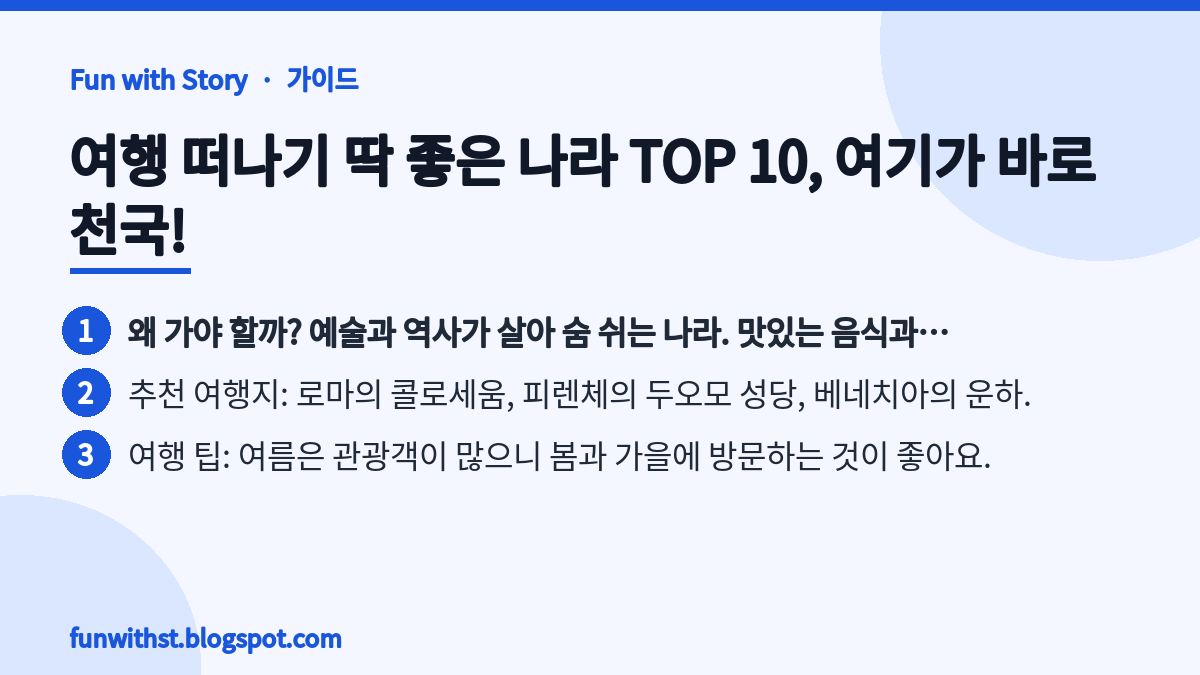 Fun with Story · 가이드
여행 떠나기 딱 좋은 나라 TOP 10, 여기가 바로
천국!
1 왜 가야 할까? 예술과 역사가 살아 숨 쉬는 나라. 맛있는 음식과…
2 추천 여행지: 로마의 콜로세움, 피렌체의 두오모 성당, 베네치아의 운하.
3 여행 팁: 여름은 관광객이 많으니 봄과 가을에 방문하는 것이 좋아요.
funwithst.blogspot.com